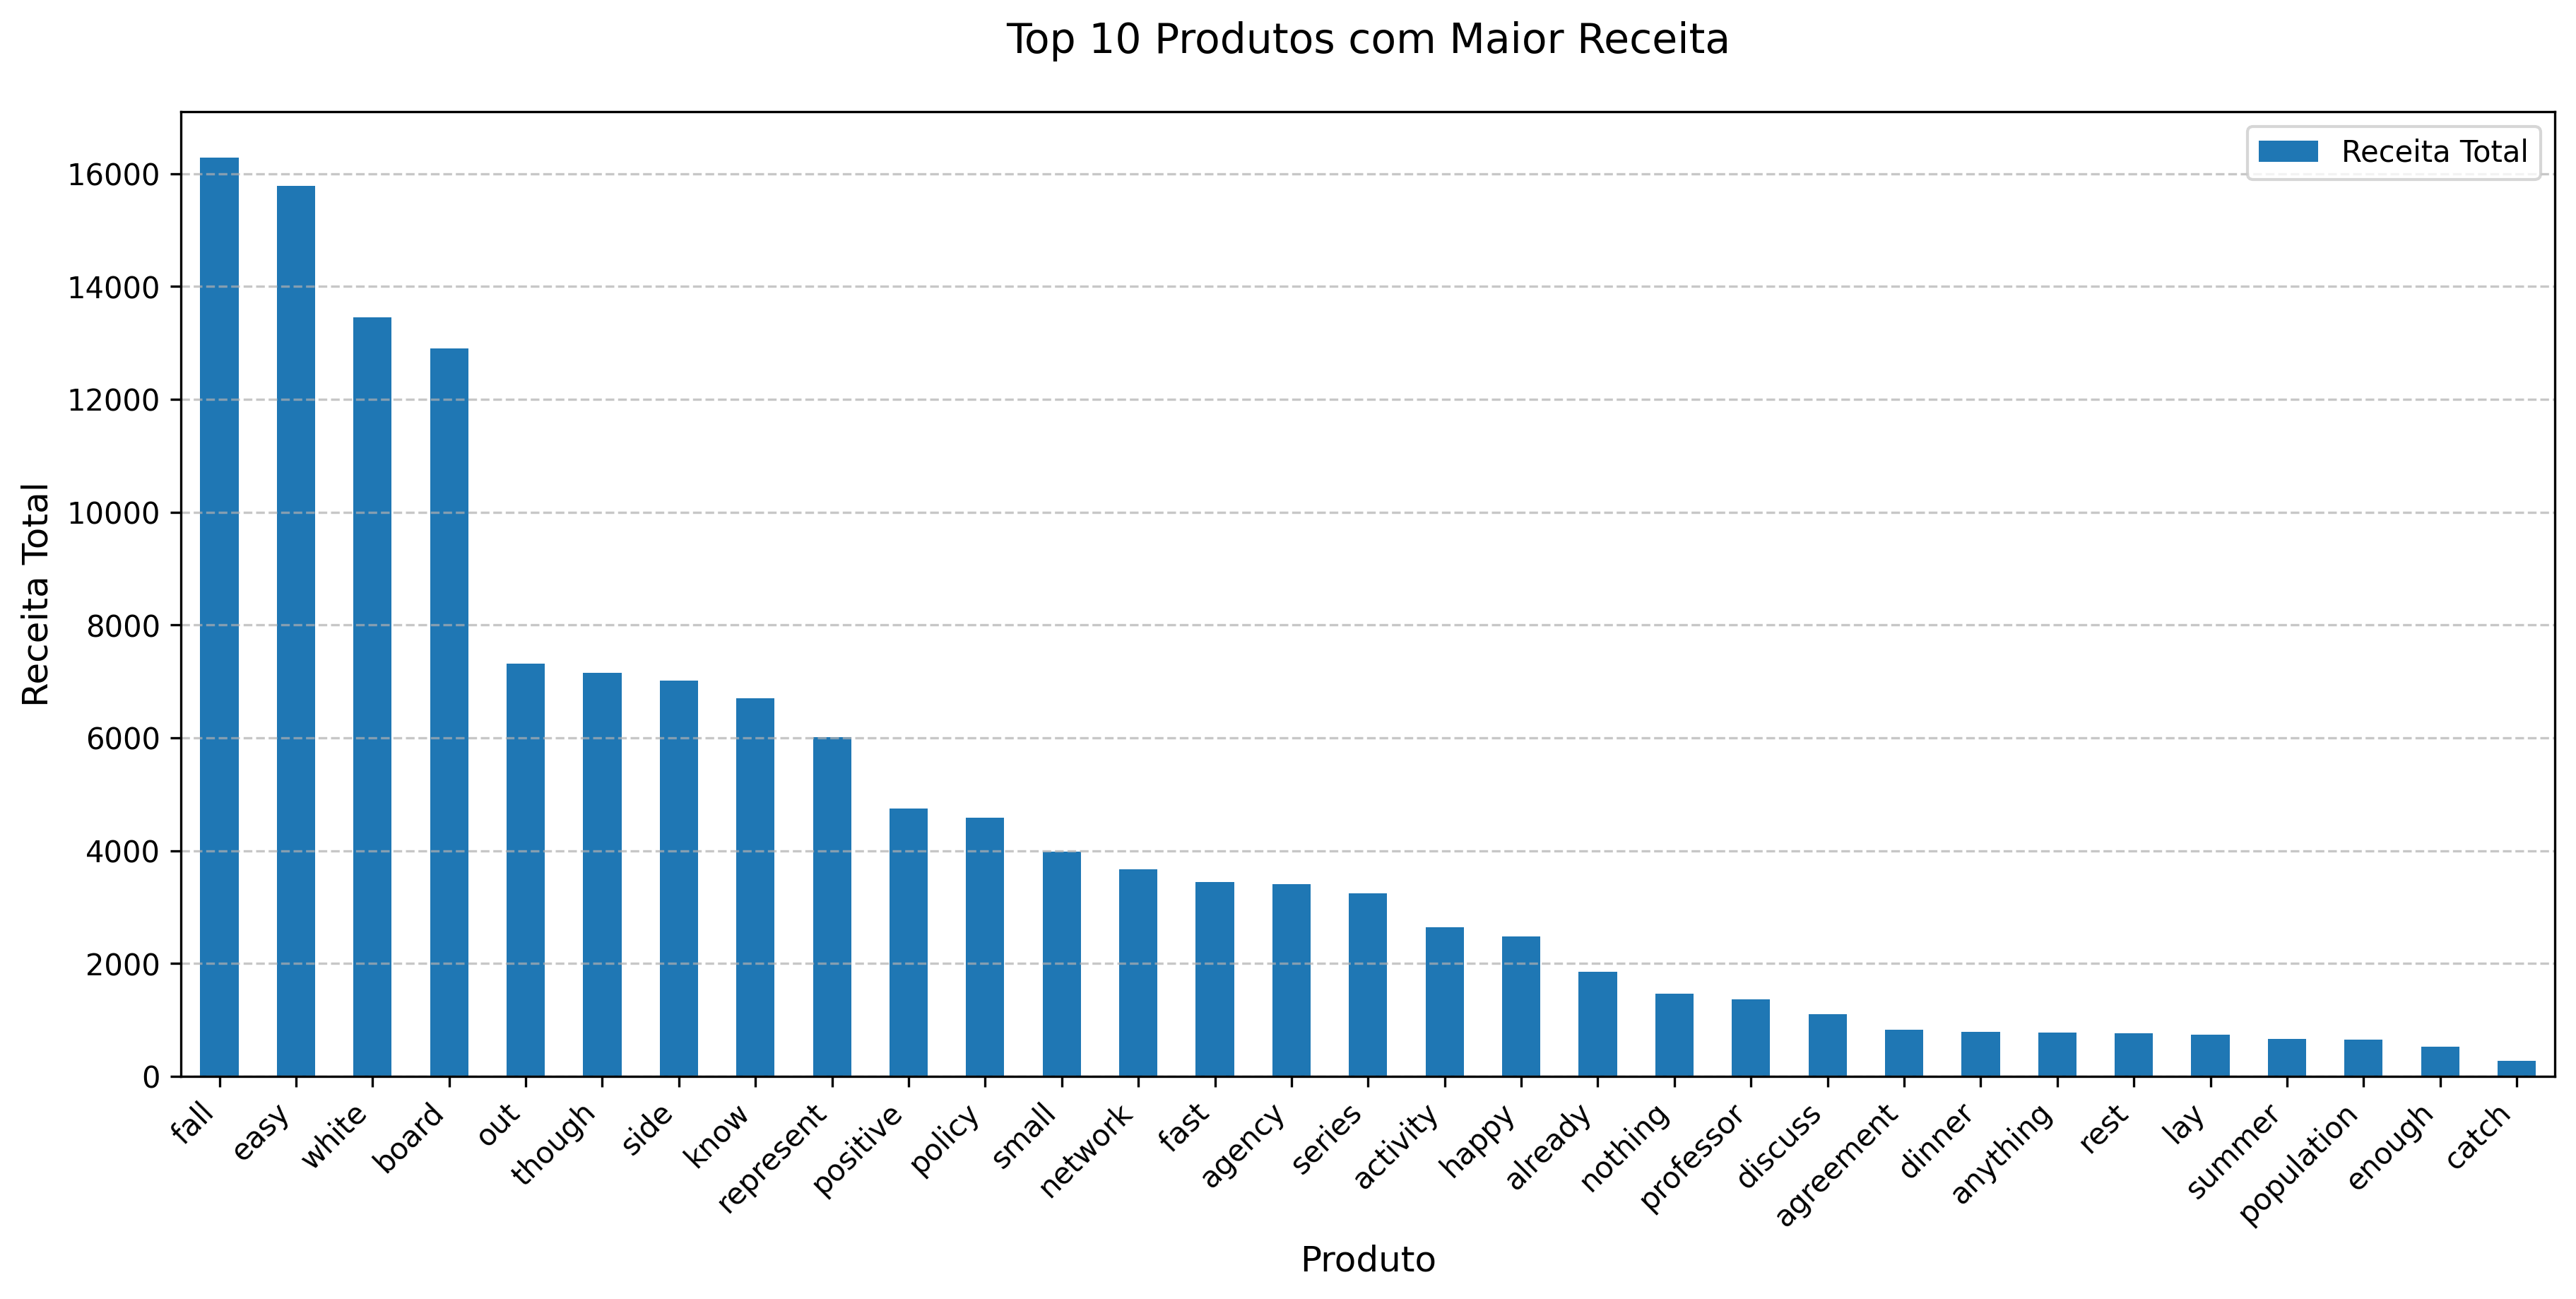 Top 10 Produtos com Maior Receita
Receita Total
Receita Total
16000
14000
12000
10000
8000
6000
4000
2000
0
fall
easy
white
board
out
though
side
know
represent
positive
policy
small
network
fast
agency
series
activity
happy
already
nothing
professor
discuss
agreement
dinner
anything
rest
lay
summer
population
enough
catch
Produto